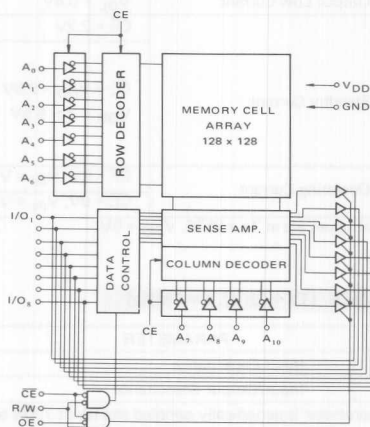 CE
A0
A1
A2
A3
A4
A5
A6
ROW DECODER
MEMORY CELL
ARRAY
128 x 128
VDD
GND
I/O1
I/O8
DATA
CONTROL
SENSE AMP.
COLUMN DECODER
CE
A7
A8
A9
A10
CE
R/W
OE